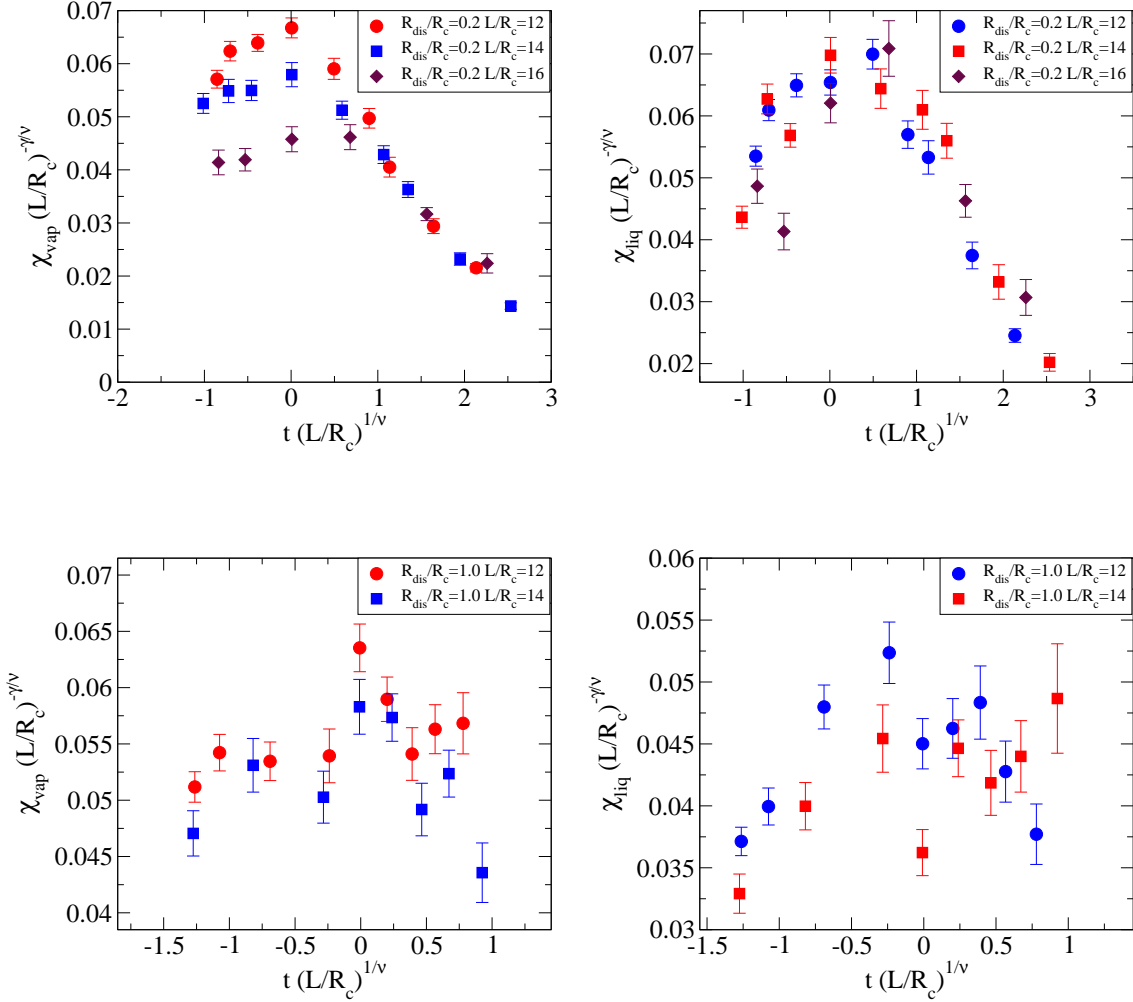 R_dis/R_c=0.2 L/R_c=12
R_dis/R_c=0.2 L/R_c=14
R_dis/R_c=0.2 L/R_c=16
0.07
0.06
0.05
0.04
0.03
0.02
0.01
0
χ_vap (L/R_c)^-γ/ν
-2 -1 0 1 2 3
t (L/R_c)^1/ν
R_dis/R_c=0.2 L/R_c=12
R_dis/R_c=0.2 L/R_c=14
R_dis/R_c=0.2 L/R_c=16
0.07
0.06
0.05
0.04
0.03
0.02
χ_liq (L/R_c)^-γ/ν
-1 0 1 2 3
t (L/R_c)^1/ν
R_dis/R_c=1.0 L/R_c=12
R_dis/R_c=1.0 L/R_c=14
0.07
0.065
0.06
0.055
0.05
0.045
0.04
χ_vap (L/R_c)^-γ/ν
-1.5 -1 -0.5 0 0.5 1
t (L/R_c)^1/ν
R_dis/R_c=1.0 L/R_c=12
R_dis/R_c=1.0 L/R_c=14
0.06
0.055
0.05
0.045
0.04
0.035
0.03
χ_liq (L/R_c)^-γ/ν
-1.5 -1 -0.5 0 0.5 1
t (L/R_c)^1/ν